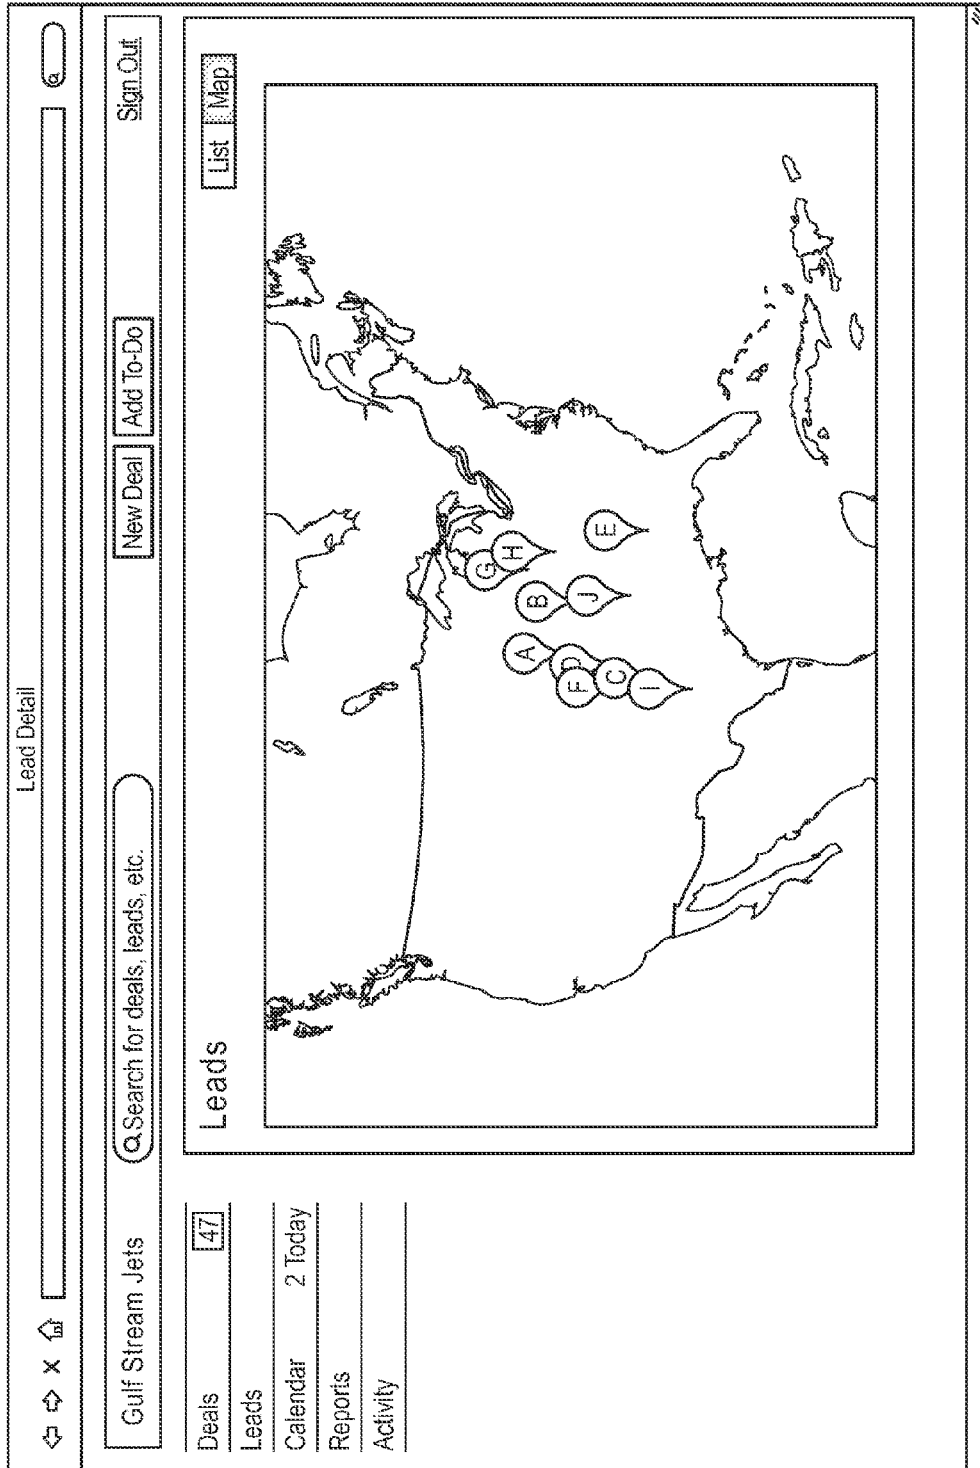 Lead Detail
Gulf Stream Jets
Search for deals, leads, etc.
New Deal
Add To-Do
Sign Out
Deals 47
Leads
Calendar 2 Today
Reports
Activity
Leads
List Map
G
H
A
B
D
J
E
F
C
I